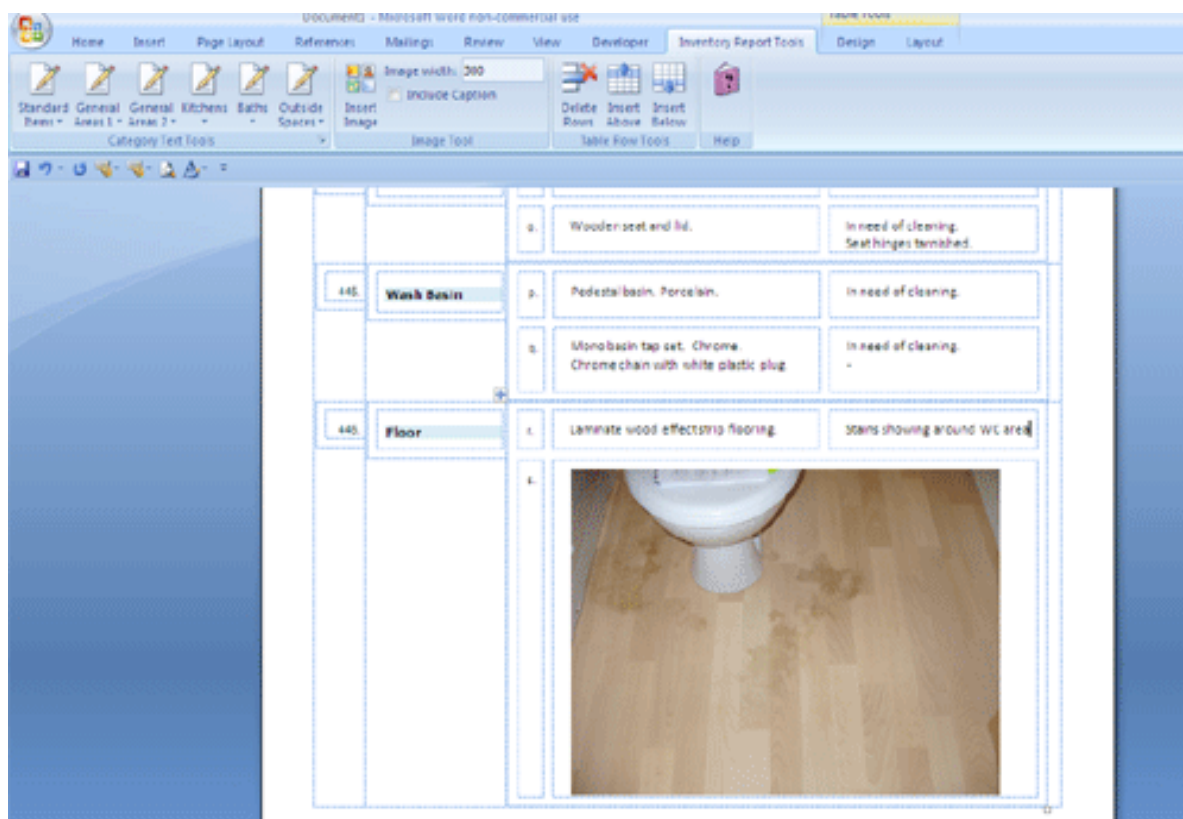 Document1 - Microsoft Word non-commercial use
Table Tools
Home Insert Page Layout References Mailings Review View Developer Inventory Report Tools Design Layout
Image width: 300
Include Caption
Standard Items
General Areas 1
General Areas 2
Kitchens
Baths
Outside Spaces
Insert Image
Delete Rows
Insert Above
Insert Below
Category Text Tools
Image Tool
Table Row Tools
Help
Wooden seat and lid.
In need of cleaning.
Seat hinges tarnished.
Wash Basin
p.
Pedestal basin. Porcelain.
In need of cleaning.
q.
Mono basin tap set. Chrome.
Chrome chain with white plastic plug
In need of cleaning.
-
446.
Floor
r.
Laminate wood effectstrip flooring.
Stains showing around WC area